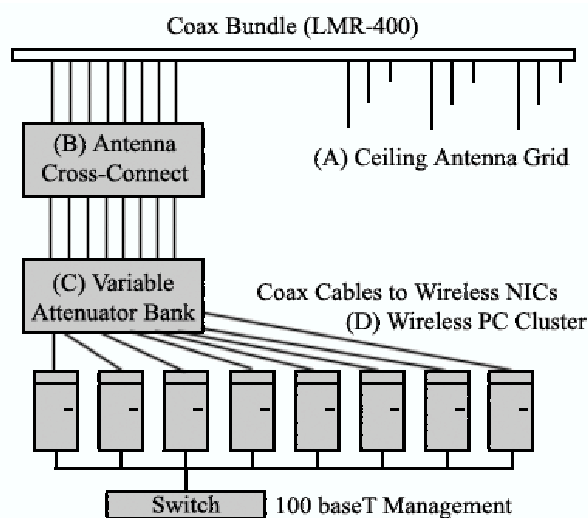 Coax Bundle (LMR-400)
(B) Antenna
Cross-Connect
(A) Ceiling Antenna Grid
(C) Variable
Attenuator Bank
Coax Cables to Wireless NICs
(D) Wireless PC Cluster
Switch
100 baseT Management